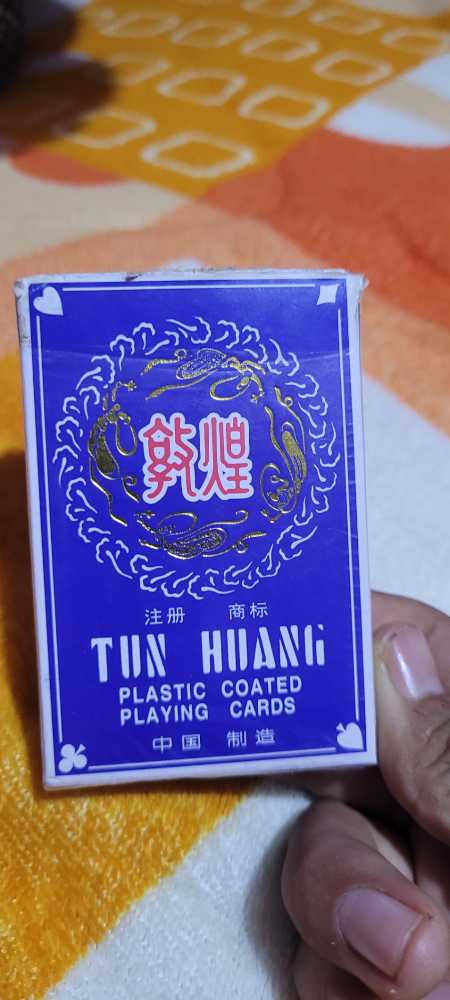 敦煌
注册 商标
TUN HUANG
PLASTIC COATED
PLAYING CARDS
中国 制造